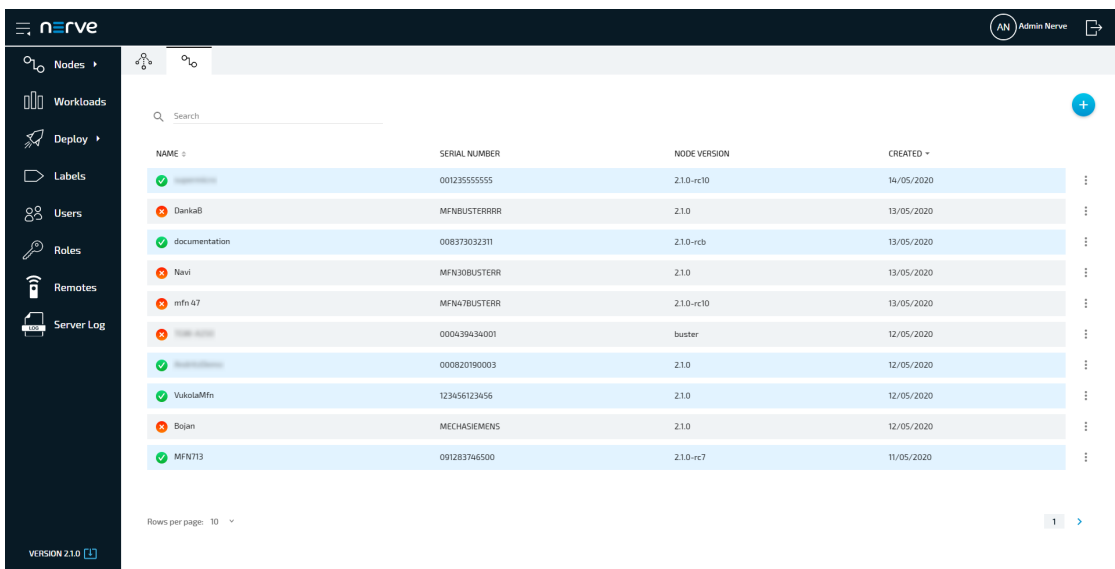 nerve
AN Admin Nerve
Nodes
Workloads
Deploy
Labels
Users
Roles
Remotes
LOG Server Log
VERSION 2.1.0
Search
+
NAME SERIAL NUMBER NODE VERSION CREATED
001235555555 2.1.0-rc10 14/05/2020
DankaB MFNBUSTERRRR 2.1.0 13/05/2020
documentation 008373032311 2.1.0-rcb 13/05/2020
Navi MFN30BUSTERR 2.1.0 13/05/2020
mfn 47 MFN47BUSTERR 2.1.0-rc10 13/05/2020
000439434001 buster 12/05/2020
000820190003 2.1.0 12/05/2020
VukolaMfn 123456123456 2.1.0 12/05/2020
Bojan MECHASIEMENS 2.1.0 12/05/2020
MFN713 091283746500 2.1.0-rc7 11/05/2020
Rows per page: 10
1